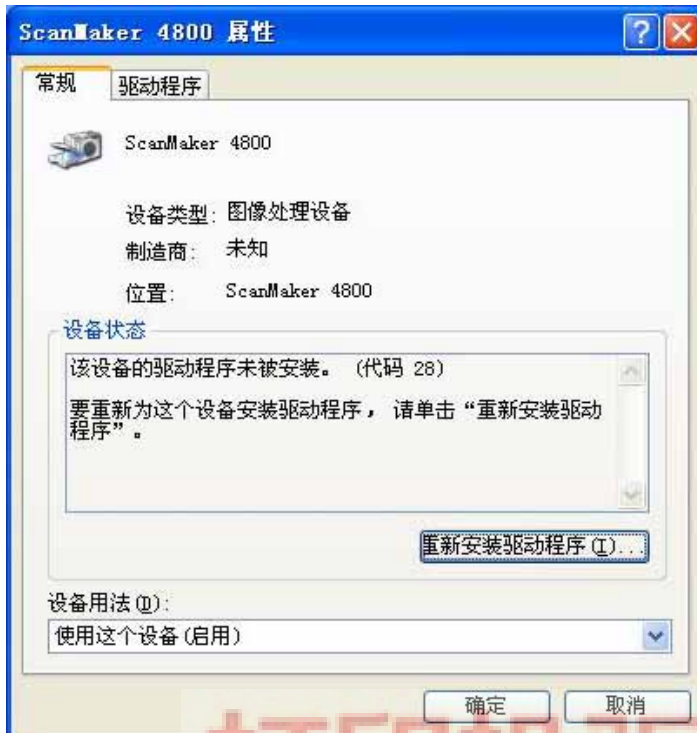 ScanMaker 4800 属性
常规
驱动程序
ScanMaker 4800
设备类型: 图像处理设备
制造商: 未知
位置: ScanMaker 4800
设备状态
该设备的驱动程序未被安装。 (代码 28)
要重新为这个设备安装驱动程序， 请单击“重新安装驱动
程序”。
重新安装驱动程序(I)...
设备用法(D):
使用这个设备(启用)
确定
取消